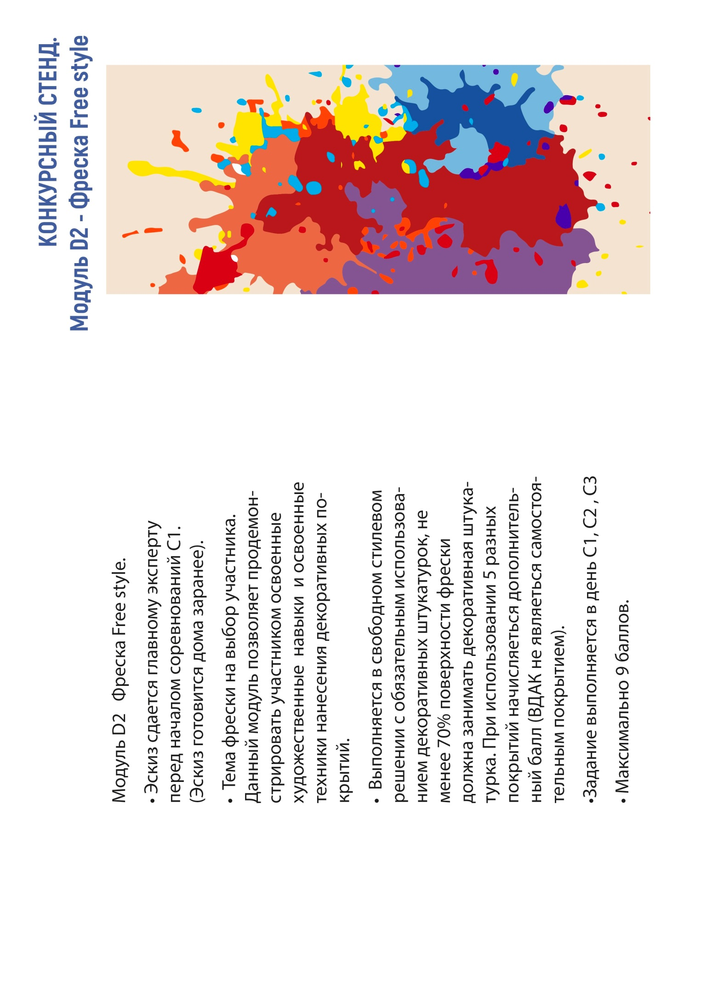 КОНКУРСНЫЙ СТЕНД.
Модуль D2 - Фреска Free style
Модуль D2   Фреска Free style.
• Эскиз сдается главному эксперту
перед началом соревнований С1.
(Эскиз готовится дома заранее).
•  Тема фрески на выбор участника.
Данный модуль позволяет продемон-
стрировать участником освоенные
художественные  навыки  и освоенные
техники нанесения декоративных по-
крытий.
•  Выполняется в свободном стилевом
решении с обязательным использова-
нием декоративных штукатурок, не
менее 70% поверхности фрески
должна занимать декоративная штука-
турка. При использовании 5 разных
покрытий начисляеться дополнитель-
ный балл (ВДАК не являеться самостоя-
тельным покрытием).
•Задание выполняется в день С1, С2 , С3
• Максимально 9 баллов.